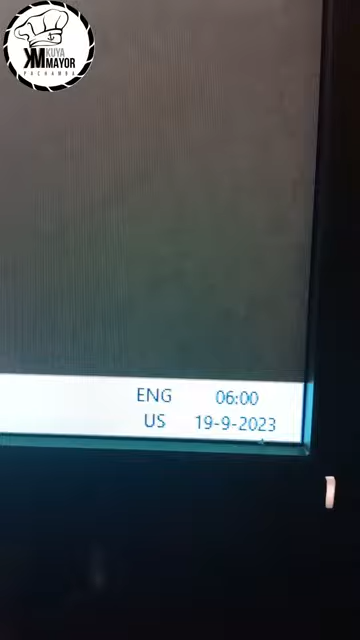 KUYA
KM MAYOR
PACHAMBA
ENG 06:00
US 19-9-2023